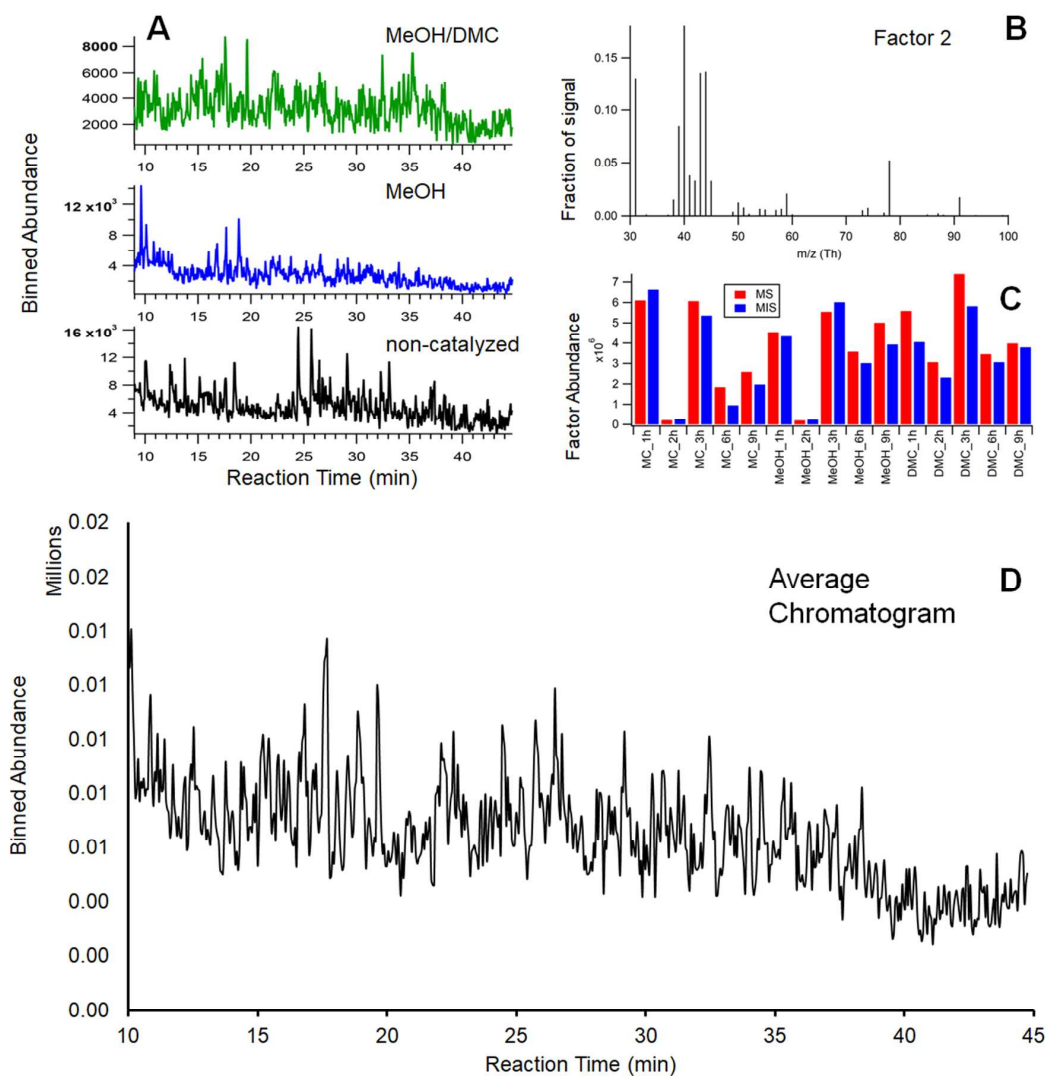 A
MeOH/DMC
8000
6000
4000
2000
10 15 20 25 30 35 40
MeOH
12 x10³
8
4
10 15 20 25 30 35 40
non-catalyzed
16 x10³
12
8
4
10 15 20 25 30 35 40
Binned Abundance
Reaction Time (min)
B
Factor 2
0.15
0.10
0.05
0.00
30 40 50 60 70 80 90 100
Fraction of signal
m/z (Th)
C
MS
MIS
7
6
5
4
3
2
1
0
x10⁶
Factor Abundance
MC_1h
MC_2h
MC_3h
MC_6h
MC_9h
MeOH_1h
MeOH_2h
MeOH_3h
MeOH_6h
MeOH_9h
DMC_1h
DMC_2h
DMC_3h
DMC_6h
DMC_9h
D
Average
Chromatogram
Millions
0.02
0.02
0.01
0.01
0.01
0.01
0.01
0.00
0.00
0.00
10 15 20 25 30 35 40 45
Binned Abundance
Reaction Time (min)